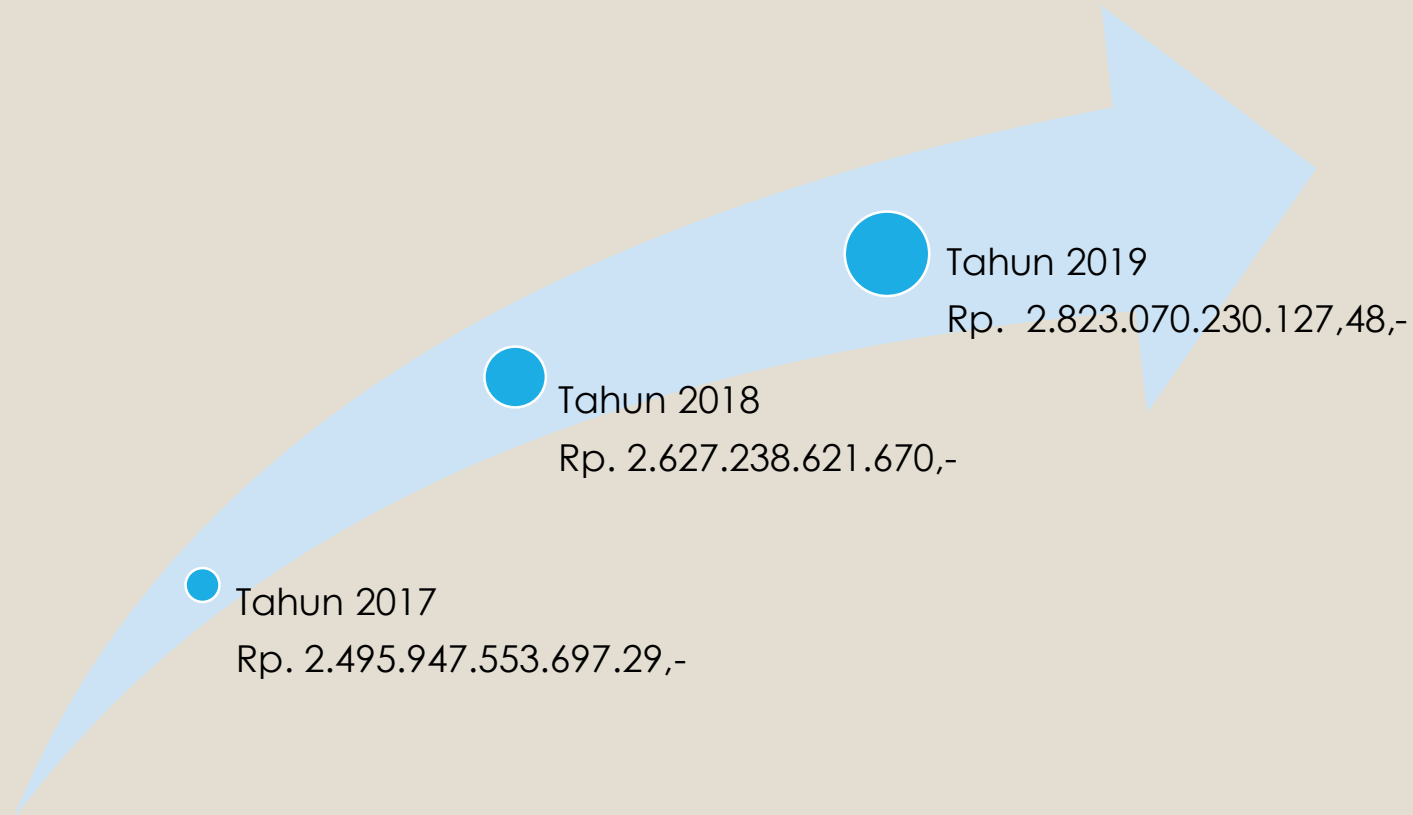 Tahun 2019
Rp.  2.823.070.230.127,48,-
Tahun 2018
Rp. 2.627.238.621.670,-
Tahun 2017
Rp. 2.495.947.553.697.29,-